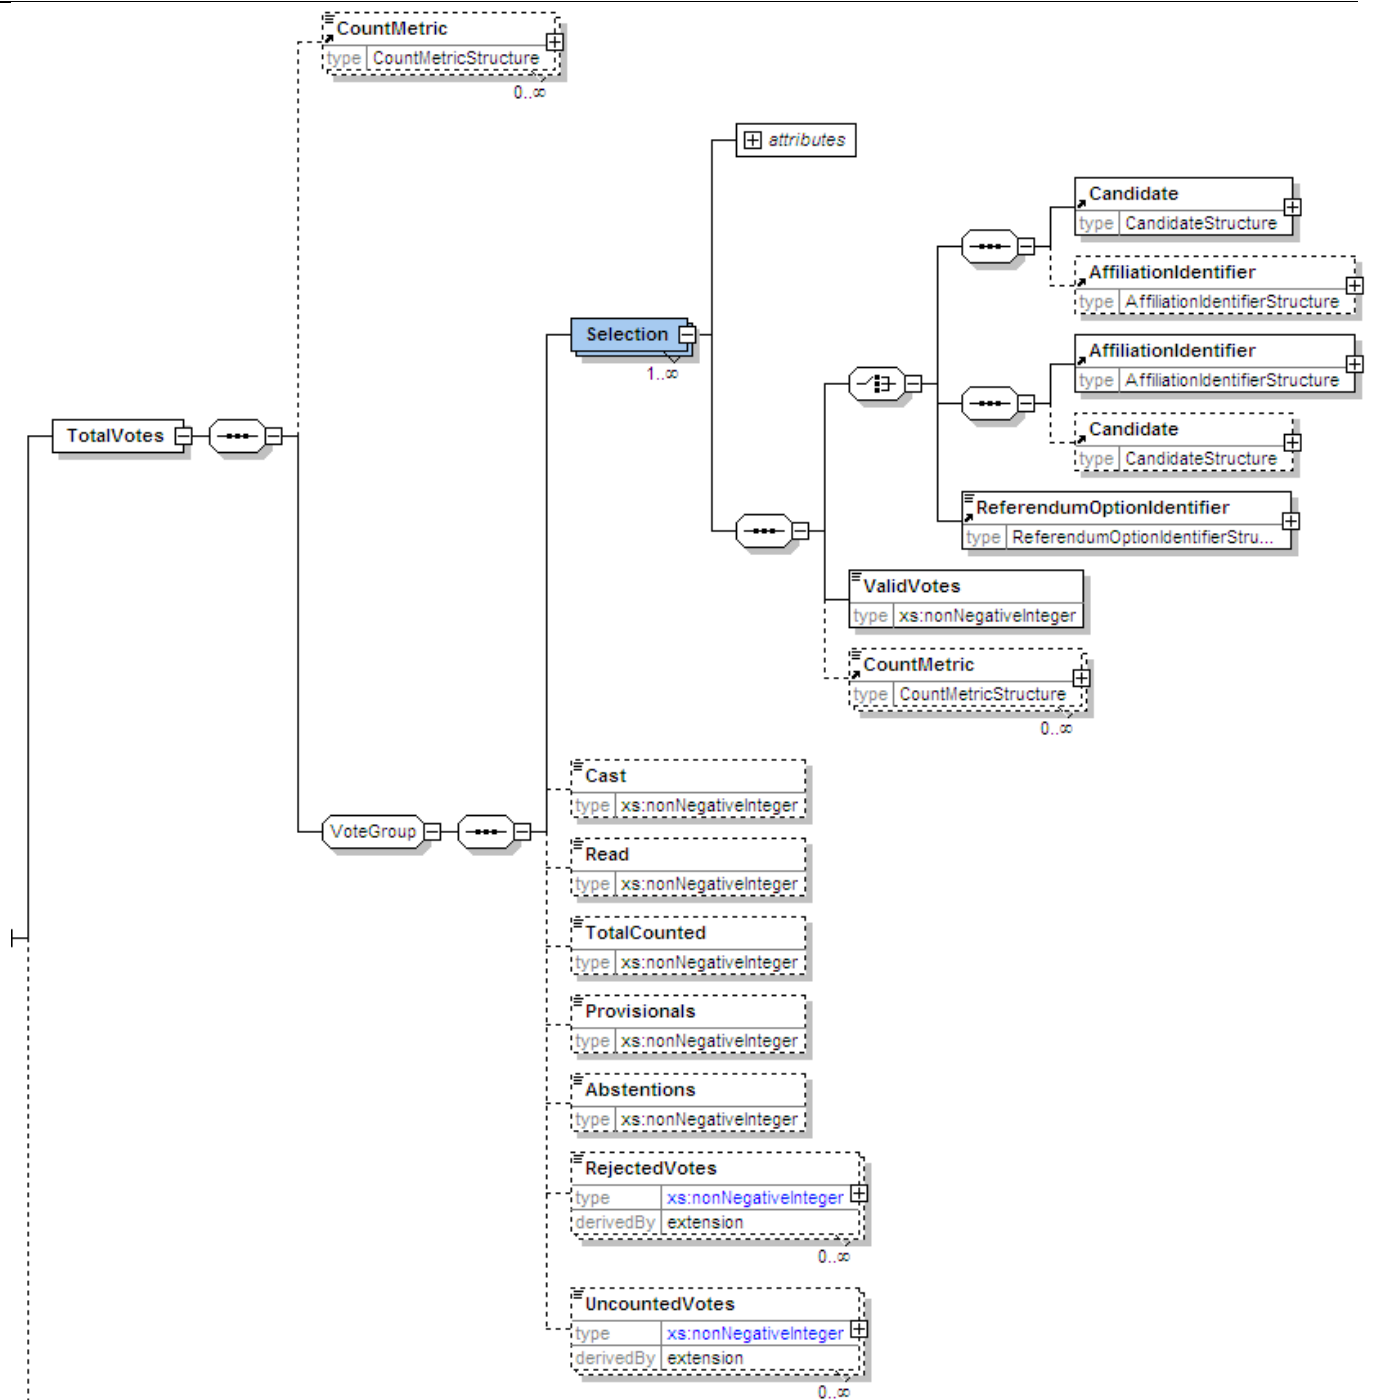 CountMetric
type CountMetricStructure
0..∞
attributes
Candidate
type CandidateStructure
AffiliationIdentifier
type AffiliationIdentifierStructure
Selection
1..∞
AffiliationIdentifier
type AffiliationIdentifierStructure
Candidate
type CandidateStructure
TotalVotes
ReferendumOptionIdentifier
type ReferendumOptionIdentifierStru...
ValidVotes
type xs:nonNegativeInteger
CountMetric
type CountMetricStructure
0..∞
VoteGroup
Cast
type xs:nonNegativeInteger
Read
type xs:nonNegativeInteger
TotalCounted
type xs:nonNegativeInteger
Provisionals
type xs:nonNegativeInteger
Abstentions
type xs:nonNegativeInteger
RejectedVotes
type xs:nonNegativeInteger
derivedBy extension
0..∞
UncountedVotes
type xs:nonNegativeInteger
derivedBy extension
0..∞